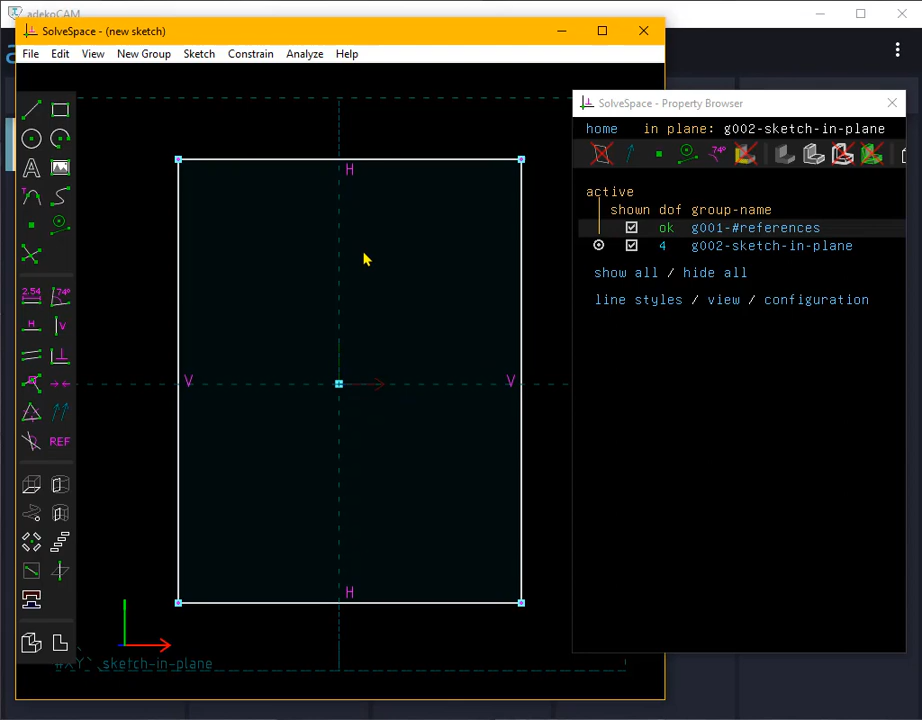 adekoCAM
SolveSpace - (new sketch)
File Edit View New Group Sketch Constrain Analyze Help
SolveSpace - Property Browser
home in plane: g002-sketch-in-plane
74°
active
shown dof group-name
ok g001-#references
4 g002-sketch-in-plane
show all / hide all
line styles / view / configuration
A
T
2.54 74°
H V
REF
H
V V
H
#XY sketch-in-plane